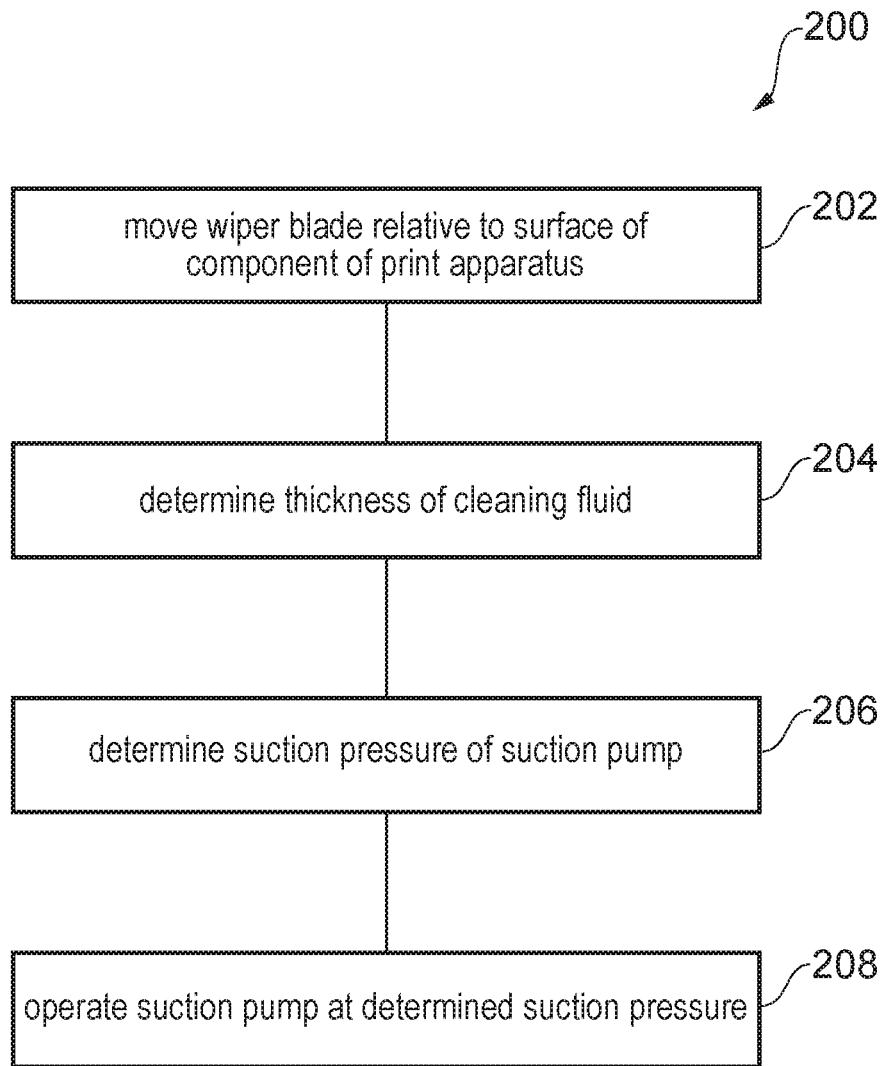 200
move wiper blade relative to surface of
component of print apparatus
202
determine thickness of cleaning fluid
204
determine suction pressure of suction pump
206
operate suction pump at determined suction pressure
208